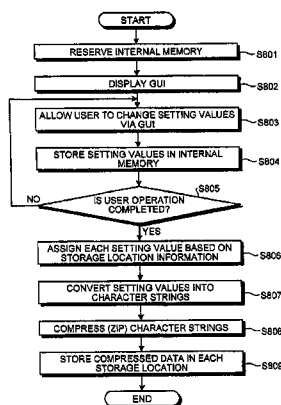 START
RESERVE INTERNAL MEMORY
S801
DISPLAY GUI
S802
ALLOW USER TO CHANGE SETTING VALUES
VIA GUI
S803
STORE SETTING VALUES IN INTERNAL
MEMORY
S804
S805
IS USER OPERATION
COMPLETED?
NO
YES
ASSIGN EACH SETTING VALUE BASED ON
STORAGE LOCATION INFORMATION
S806
CONVERT SETTING VALUES INTO
CHARACTER STRINGS
S807
COMPRESS (ZIP) CHARACTER STRINGS
S808
STORE COMPRESSED DATA IN EACH
STORAGE LOCATION
S809
END